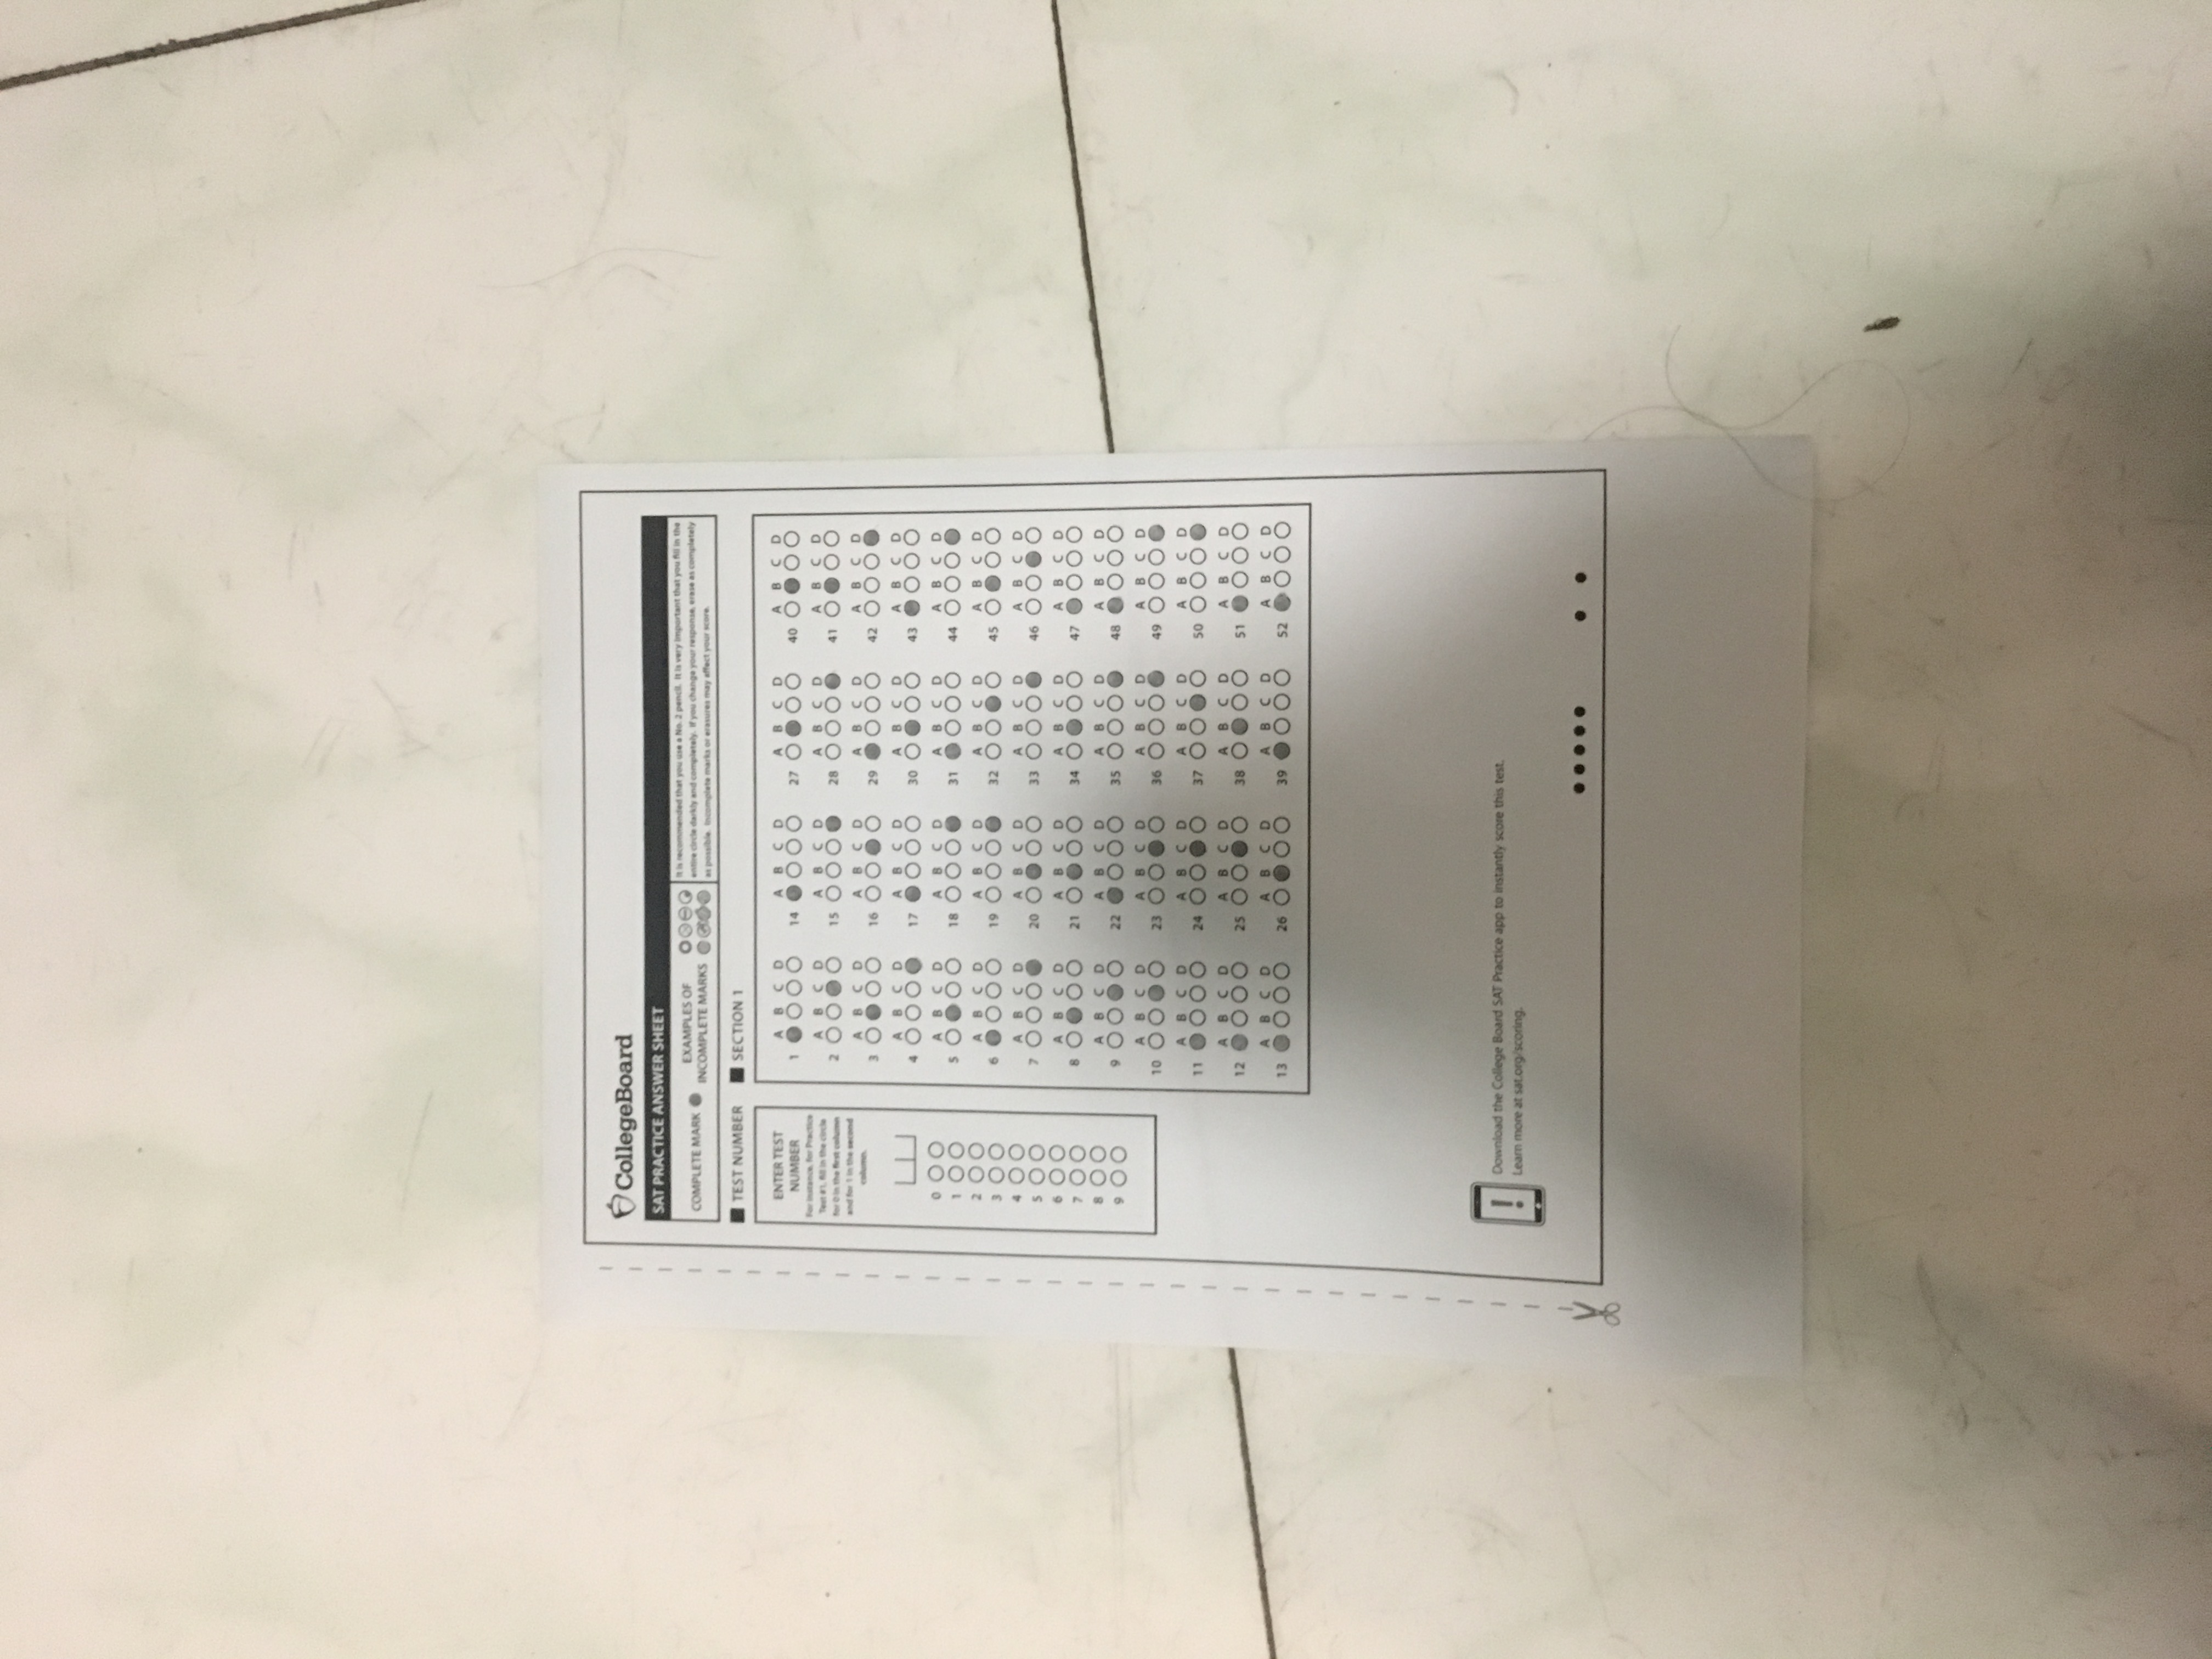 CollegeBoard
SAT PRACTICE ANSWER SHEET
COMPLETE MARK
EXAMPLES OF
INCOMPLETE MARKS
It is recommended that you use a No. 2 pencil. It is very important that you fill in the
entire circle darkly and completely. If you change your response, erase as completely
as possible. Incomplete marks or erasures may affect your score.
TEST NUMBER
SECTION 1
ENTER TEST
NUMBER
For instance, for Practice
Test #1, fill in the circle
for 0 in the first column
and for 1 in the second
column.
0
1
2
3
4
5
6
7
8
9
A B C D A B C D A B C D A B C D
1 14 27 40
A B C D A B C D A B C D A B C D
2 15 28 41
A B C D A B C D A B C D A B C D
3 16 29 42
A B C D A B C D A B C D A B C D
4 17 30 43
A B C D A B C D A B C D A B C D
5 18 31 44
A B C D A B C D A B C D A B C D
6 19 32 45
A B C D A B C D A B C D A B C D
7 20 33 46
A B C D A B C D A B C D A B C D
8 21 34 47
A B C D A B C D A B C D A B C D
9 22 35 48
A B C D A B C D A B C D A B C D
10 23 36 49
A B C D A B C D A B C D A B C D
11 24 37 50
A B C D A B C D A B C D A B C D
12 25 38 51
A B C D A B C D A B C D A B C D
13 26 39 52
!
Download the College Board SAT Practice app to instantly score this test.
Learn more at sat.org/scoring.